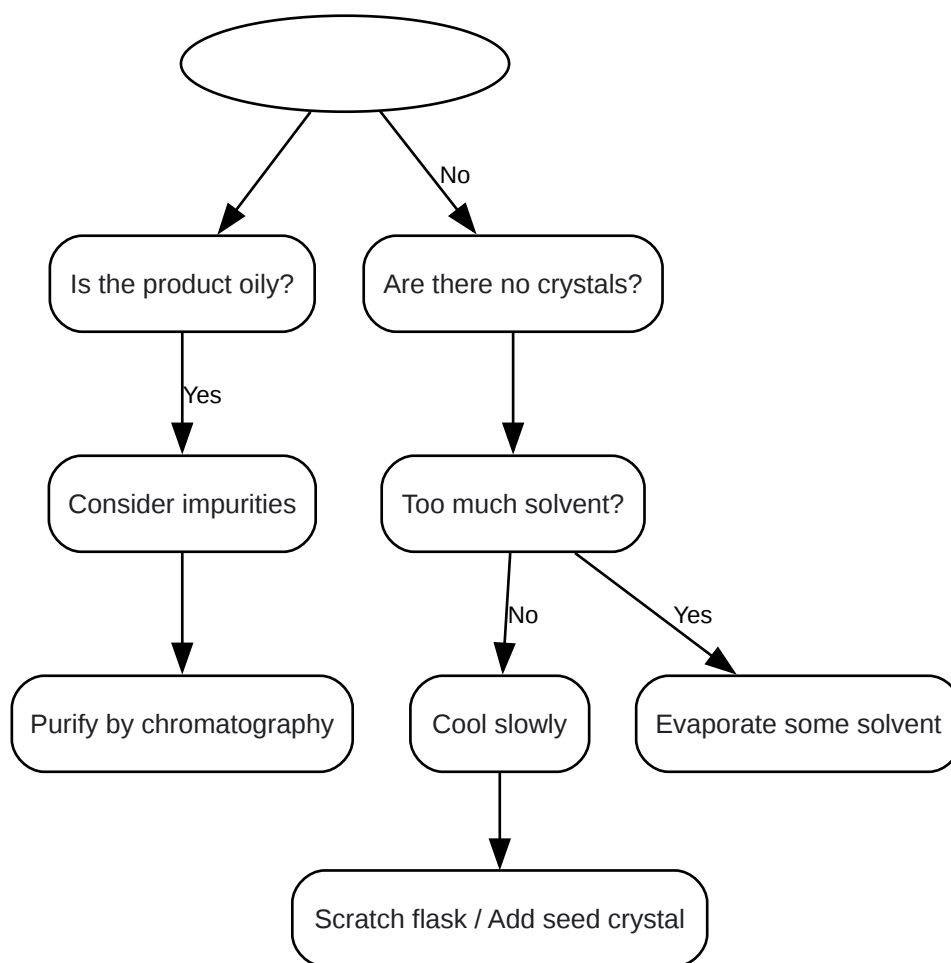 No
Is the product oily?
Are there no crystals?
Yes
Consider impurities
Too much solvent?
No
Yes
Purify by chromatography
Cool slowly
Evaporate some solvent
Scratch flask / Add seed crystal